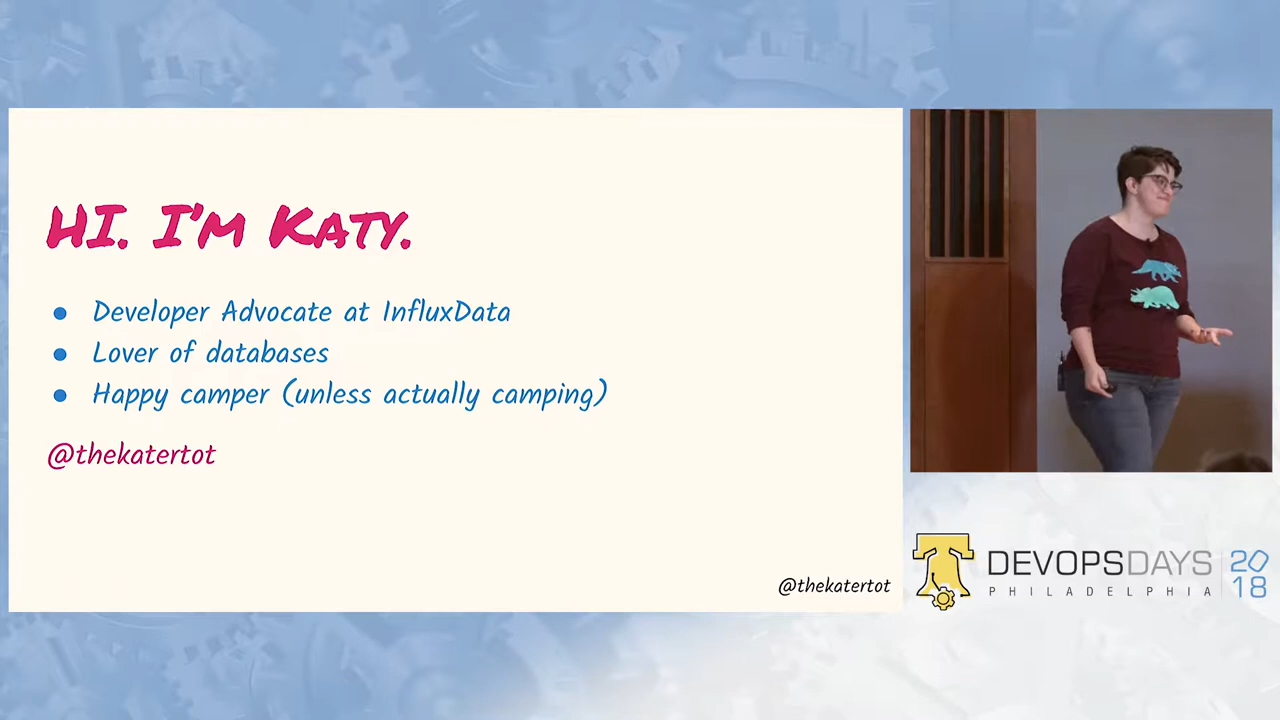 HI. I'M KATY.
● Developer Advocate at InfluxData
● Lover of databases
● Happy camper (unless actually camping)
@thekatertot
@thekatertot
DEVOPSDAYS
PHILADELPHIA
2018